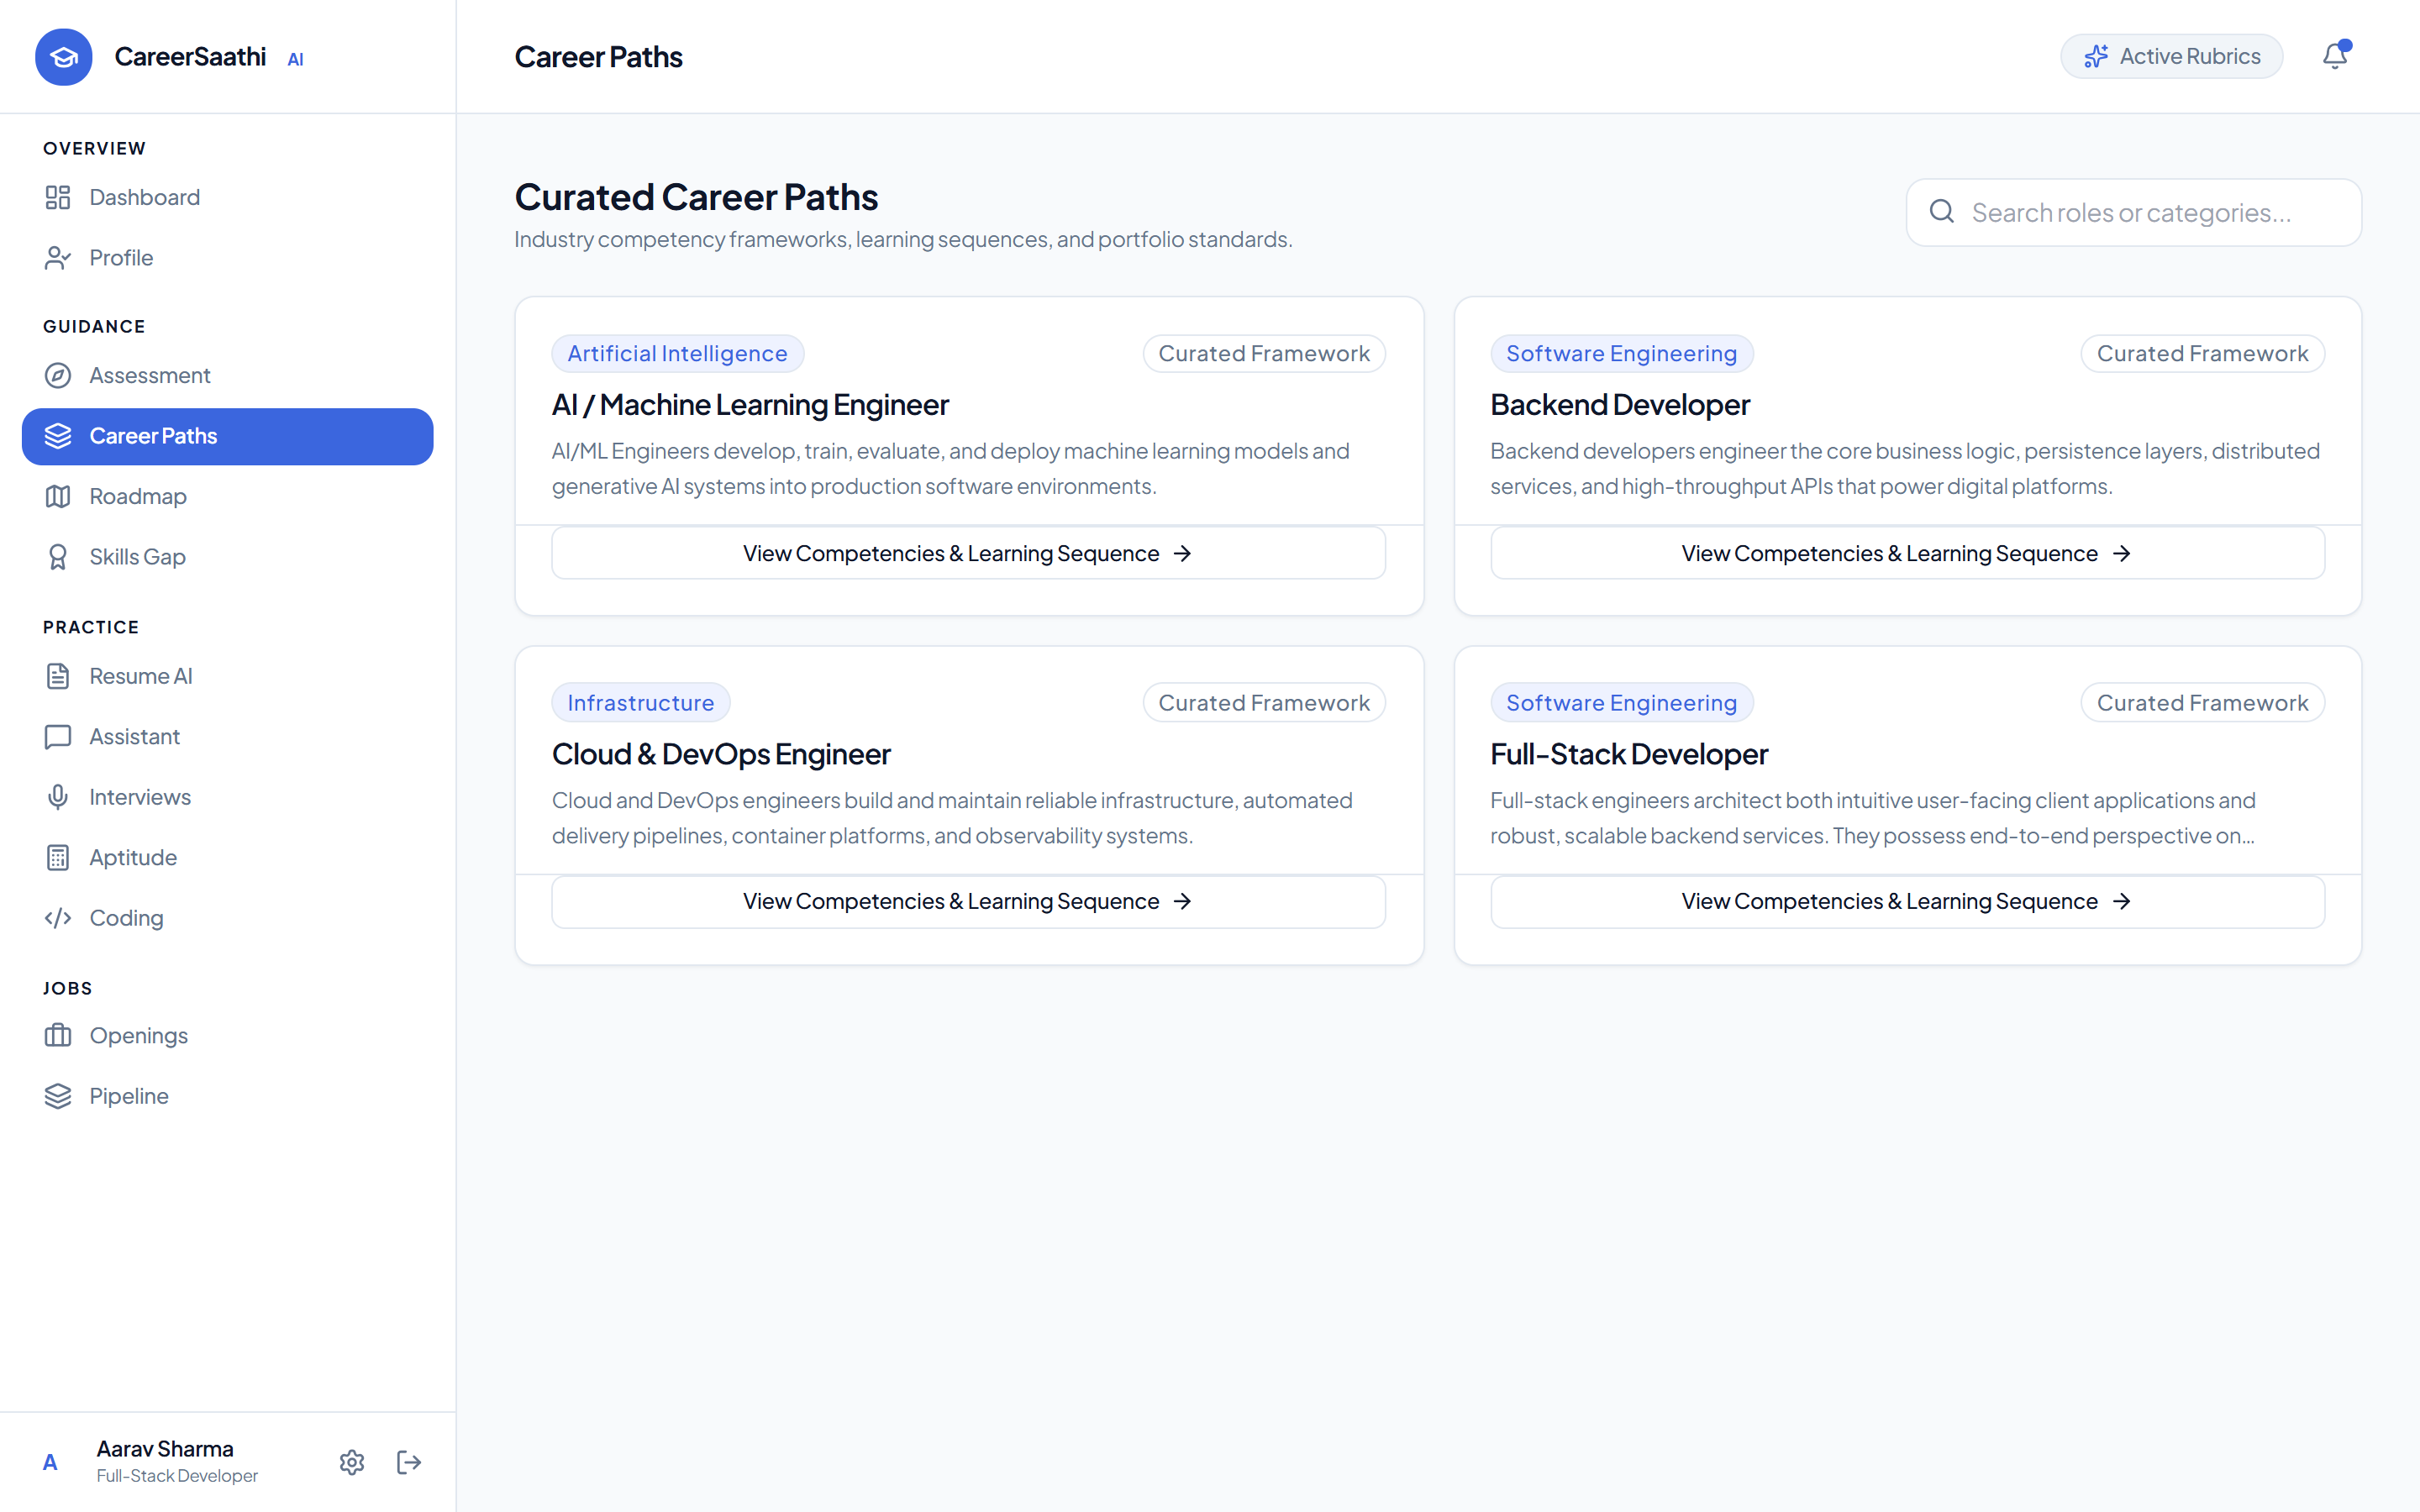 CareerSaathi AI
OVERVIEW
Dashboard
Profile
GUIDANCE
Assessment
Career Paths
Roadmap
Skills Gap
PRACTICE
Resume AI
Assistant
Interviews
Aptitude
Coding
JOBS
Openings
Pipeline
A
Aarav Sharma
Full-Stack Developer
Career Paths
Active Rubrics
Curated Career Paths
Industry competency frameworks, learning sequences, and portfolio standards.
Search roles or categories...
Artificial Intelligence
Curated Framework
AI / Machine Learning Engineer
AI/ML Engineers develop, train, evaluate, and deploy machine learning models and
generative AI systems into production software environments.
View Competencies & Learning Sequence
Software Engineering
Curated Framework
Backend Developer
Backend developers engineer the core business logic, persistence layers, distributed
services, and high-throughput APIs that power digital platforms.
View Competencies & Learning Sequence
Infrastructure
Curated Framework
Cloud & DevOps Engineer
Cloud and DevOps engineers build and maintain reliable infrastructure, automated
delivery pipelines, container platforms, and observability systems.
View Competencies & Learning Sequence
Software Engineering
Curated Framework
Full-Stack Developer
Full-stack engineers architect both intuitive user-facing client applications and
robust, scalable backend services. They possess end-to-end perspective on...
View Competencies & Learning Sequence